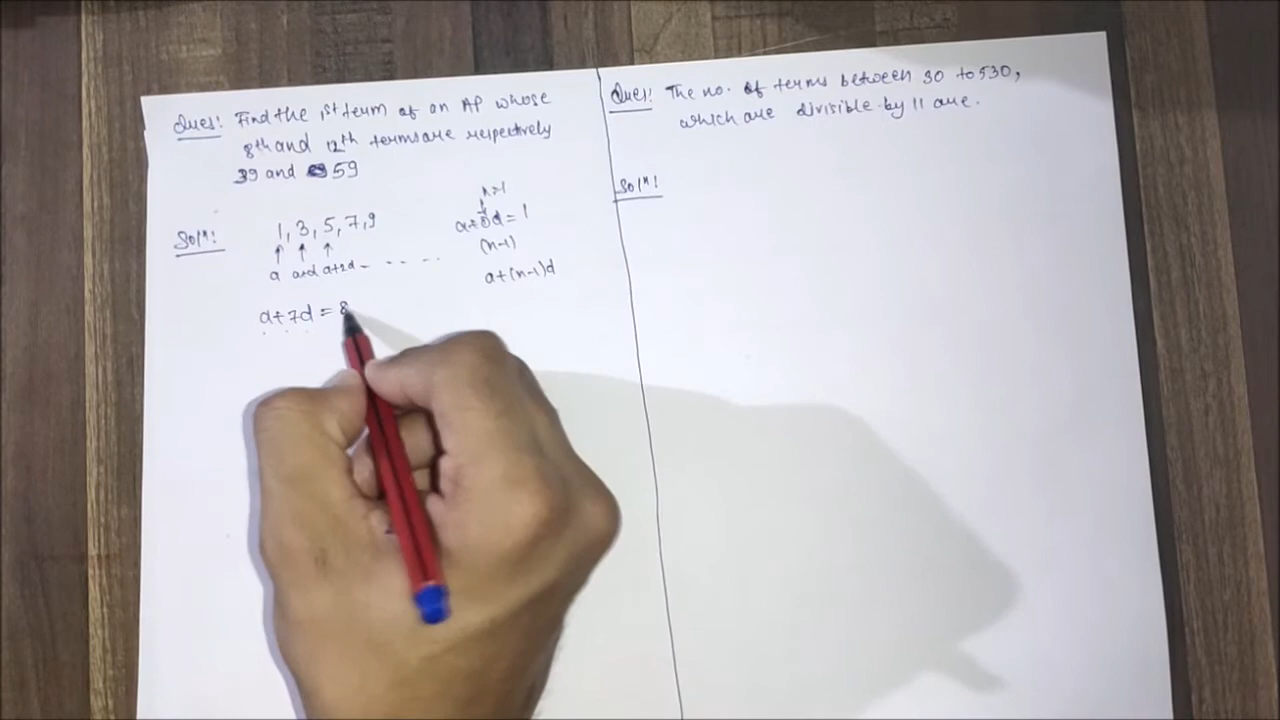 Ques: Find the 1st term of an AP whose
8th and 12th terms are respectively
39 and 59
Soln:
1, 3, 5, 7, 9
a a+d a+2d - - - - .
n-1
a+0d = 1
(n-1)
a+(n-1)d
a+7d = 8
Ques: The no. of terms between 30 to 530,
which are divisible by 11 are.
Soln: